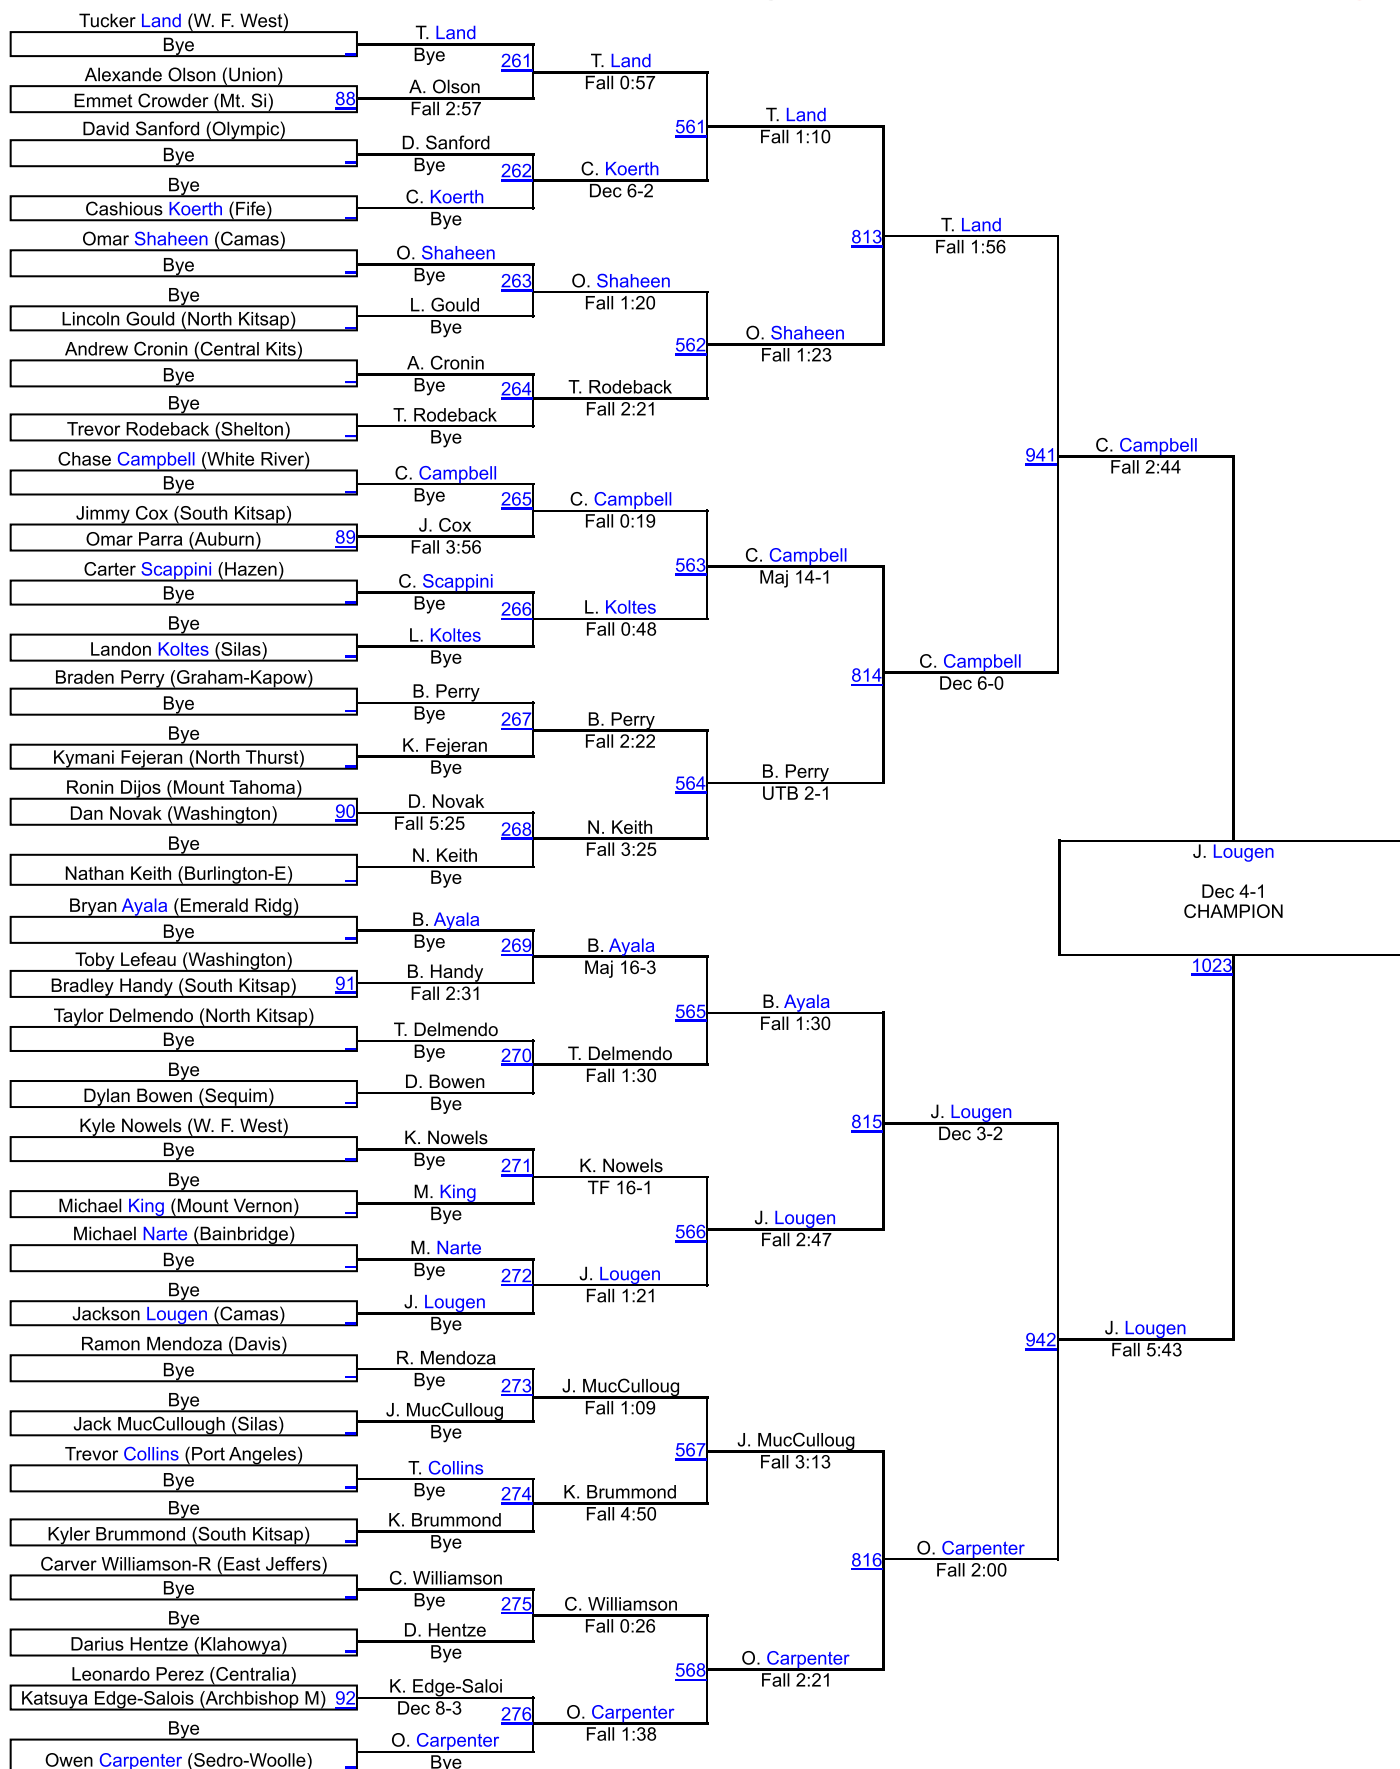 Tucker Land (W. F. West)
Bye
Alexande Olson (Union)
Emmet Crowder (Mt. Si) 88
David Sanford (Olympic)
Bye
Bye
Cashious Koerth (Fife)
Omar Shaheen (Camas)
Bye
Bye
Lincoln Gould (North Kitsap)
Andrew Cronin (Central Kits)
Bye
Bye
Trevor Rodeback (Shelton)
Chase Campbell (White River)
Bye
Jimmy Cox (South Kitsap)
Omar Parra (Auburn) 89
Carter Scappini (Hazen)
Bye
Bye
Landon Koltes (Silas)
Braden Perry (Graham-Kapow)
Bye
Bye
Kymani Fejeran (North Thurst)
Ronin Dijos (Mount Tahoma)
Dan Novak (Washington) 90
Bye
Nathan Keith (Burlington-E)
Bryan Ayala (Emerald Ridg)
Bye
Toby Lefeau (Washington)
Bradley Handy (South Kitsap) 91
Taylor Delmendo (North Kitsap)
Bye
Bye
Dylan Bowen (Sequim)
Kyle Nowels (W. F. West)
Bye
Bye
Michael King (Mount Vernon)
Michael Narte (Bainbridge)
Bye
Bye
Jackson Lougen (Camas)
Ramon Mendoza (Davis)
Bye
Bye
Jack MucCullough (Silas)
Trevor Collins (Port Angeles)
Bye
Bye
Kyler Brummond (South Kitsap)
Carver Williamson-R (East Jeffers)
Bye
Bye
Darius Hentze (Klahowya)
Leonardo Perez (Centralia)
Katsuya Edge-Salois (Archbishop M) 92
Bye
Owen Carpenter (Sedro-Woolle)
T. Land
Bye
261
A. Olson
Fall 2:57
D. Sanford
Bye
262
C. Koerth
Bye
O. Shaheen
Bye
263
L. Gould
Bye
A. Cronin
Bye
264
T. Rodeback
Bye
C. Campbell
Bye
265
J. Cox
Fall 3:56
C. Scappini
Bye
266
L. Koltes
Bye
B. Perry
Bye
267
K. Fejeran
Bye
D. Novak
Fall 5:25
268
N. Keith
Bye
B. Ayala
Bye
269
B. Handy
Fall 2:31
T. Delmendo
Bye
270
D. Bowen
Bye
K. Nowels
Bye
271
M. King
Bye
M. Narte
Bye
272
J. Lougen
Bye
R. Mendoza
Bye
273
J. MucCulloug
Bye
T. Collins
Bye
274
K. Brummond
Bye
C. Williamson
Bye
275
D. Hentze
Bye
K. Edge-Saloi
Dec 8-3
276
O. Carpenter
Bye
T. Land
Fall 0:57
561
C. Koerth
Dec 6-2
O. Shaheen
Fall 1:20
562
T. Rodeback
Fall 2:21
C. Campbell
Fall 0:19
563
L. Koltes
Fall 0:48
B. Perry
Fall 2:22
564
N. Keith
Fall 3:25
B. Ayala
Maj 16-3
565
T. Delmendo
Fall 1:30
K. Nowels
TF 16-1
566
J. Lougen
Fall 1:21
J. MucCulloug
Fall 1:09
567
K. Brummond
Fall 4:50
C. Williamson
Fall 0:26
568
O. Carpenter
Fall 1:38
T. Land
Fall 1:10
813
O. Shaheen
Fall 1:23
C. Campbell
Maj 14-1
814
B. Perry
UTB 2-1
B. Ayala
Fall 1:30
815
J. Lougen
Fall 2:47
J. MucCulloug
Fall 3:13
816
O. Carpenter
Fall 2:21
T. Land
Fall 1:56
941
C. Campbell
Dec 6-0
J. Lougen
Dec 3-2
942
O. Carpenter
Fall 2:00
C. Campbell
Fall 2:44
J. Lougen
Dec 4-1
CHAMPION
1023
J. Lougen
Fall 5:43